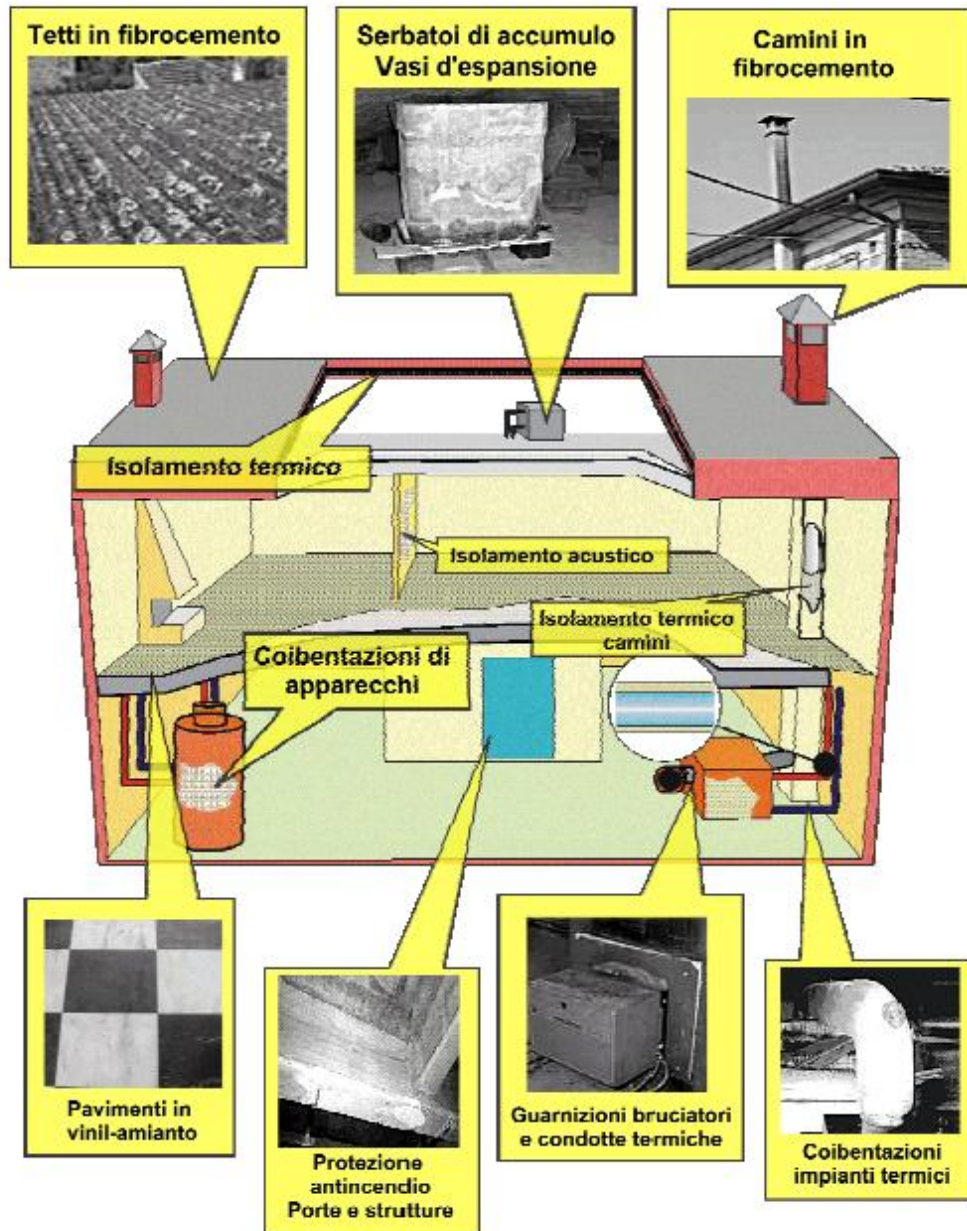 Tetti in fibrocemento
Serbatoi di accumulo
Vasi d'espansione
Camini in
fibrocemento
Isolamento termico
Isolamento acustico
Isolamento termico
camini
Coibentazioni di
apparecchi
Pavimenti in
vinil-amianto
Protezione
antincendio
Porte e strutture
Guarnizioni bruciatori
e condotte termiche
Coibentazioni
impianti termici